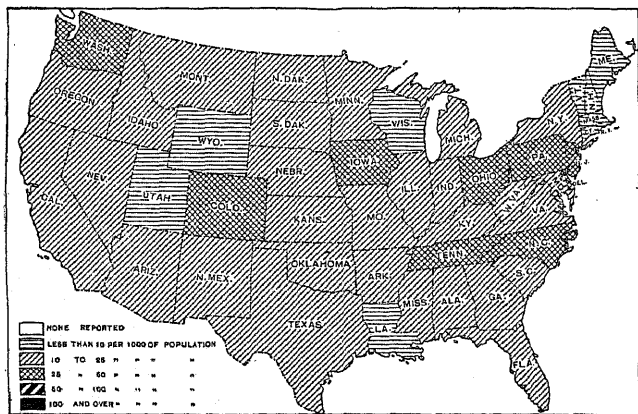 WASH.
MONT.
N. DAK.
MINN.
ME.
OREGON
IDAHO
S. DAK.
WIS.
MICH.
N.Y.
WYO.
NEBR.
IOWA
PA.
N.J.
NEV.
UTAH
COLO.
ILL.
IND.
OHIO
DEL.
W.VA.
VA.
CAL.
KANS.
MO.
KY.
N.C.
TENN.
ARIZ.
N. MEX.
OKLAHOMA
ARK.
S.C.
MISS.
ALA.
GA.
TEXAS
LA.
FLA.
NONE REPORTED
LESS THAN 10 PER 1000 OF POPULATION
10 TO 25 " " " "
25 " 50 " " " "
50 " 100 " " " "
100 AND OVER " " "